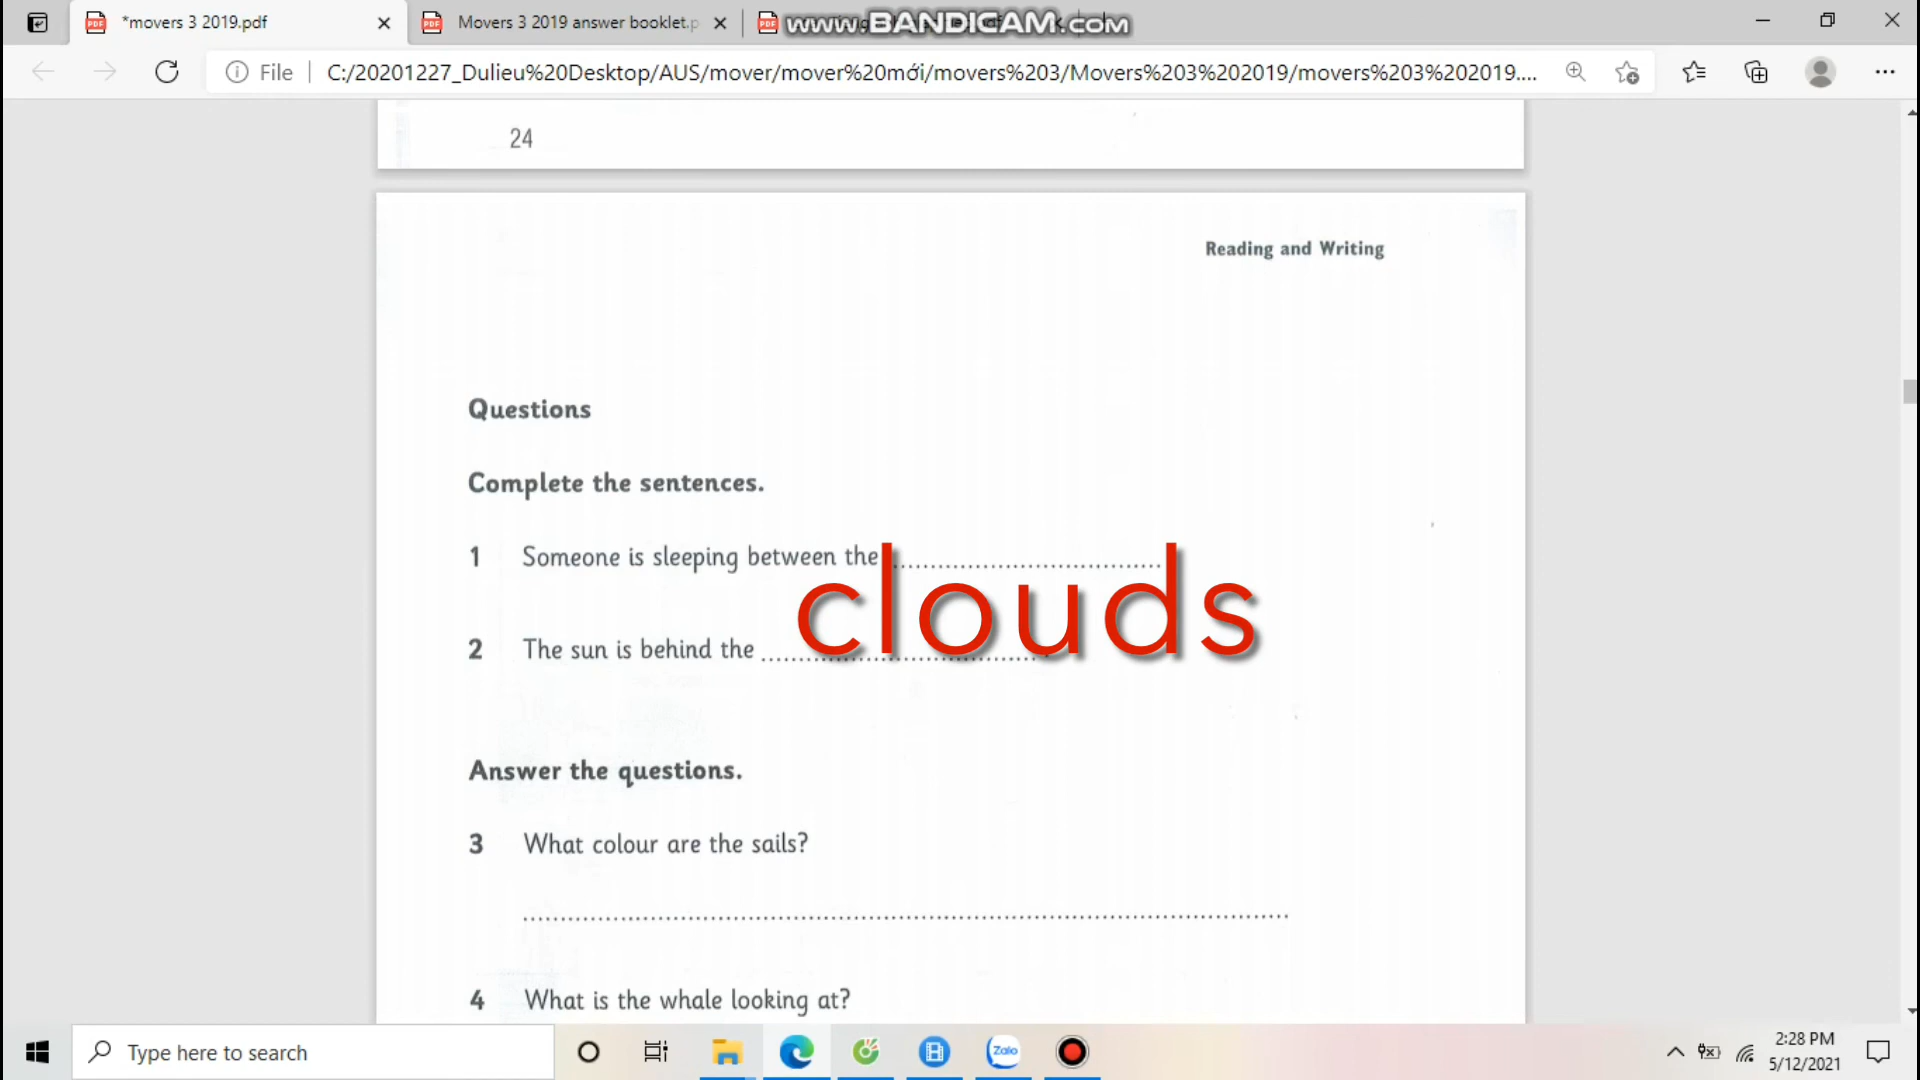 *movers 3 2019.pdf
Movers 3 2019 answer booklet.p
www.BANDICAM.com
File
C:/20201227_Dulieu%20Desktop/AUS/mover/mover%20mới/movers%203/Movers%203%202019/movers%203%202019....
24
Reading and Writing
Questions
Complete the sentences.
1 Someone is sleeping between the ..................................
clouds
2 The sun is behind the ..................................
Answer the questions.
3 What colour are the sails?
................................................................................
4 What is the whale looking at?
Type here to search
Zalo
2:28 PM
5/12/2021